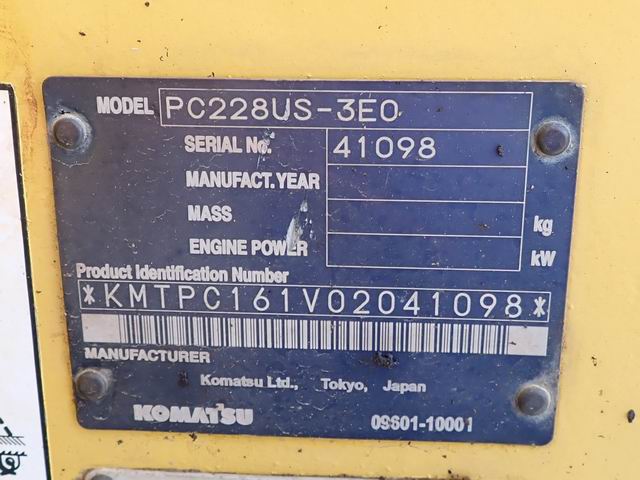 MODEL PC228US-3E0
SERIAL No. 41098
MANUFACT.YEAR
MASS kg
ENGINE POWER kW
Product Identification Number
*KMTPC161V02041098*
MANUFACTURER
Komatsu Ltd., Tokyo, Japan
KOMATSU 09601-10001